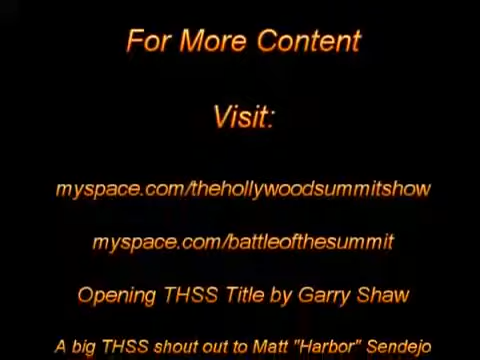 For More Content
Visit:
myspace.com/thehollywoodsummitshow
myspace.com/battleofthesummit
Opening THSS Title by Garry Shaw
A big THSS shout out to Matt "Harbor" Sendejo